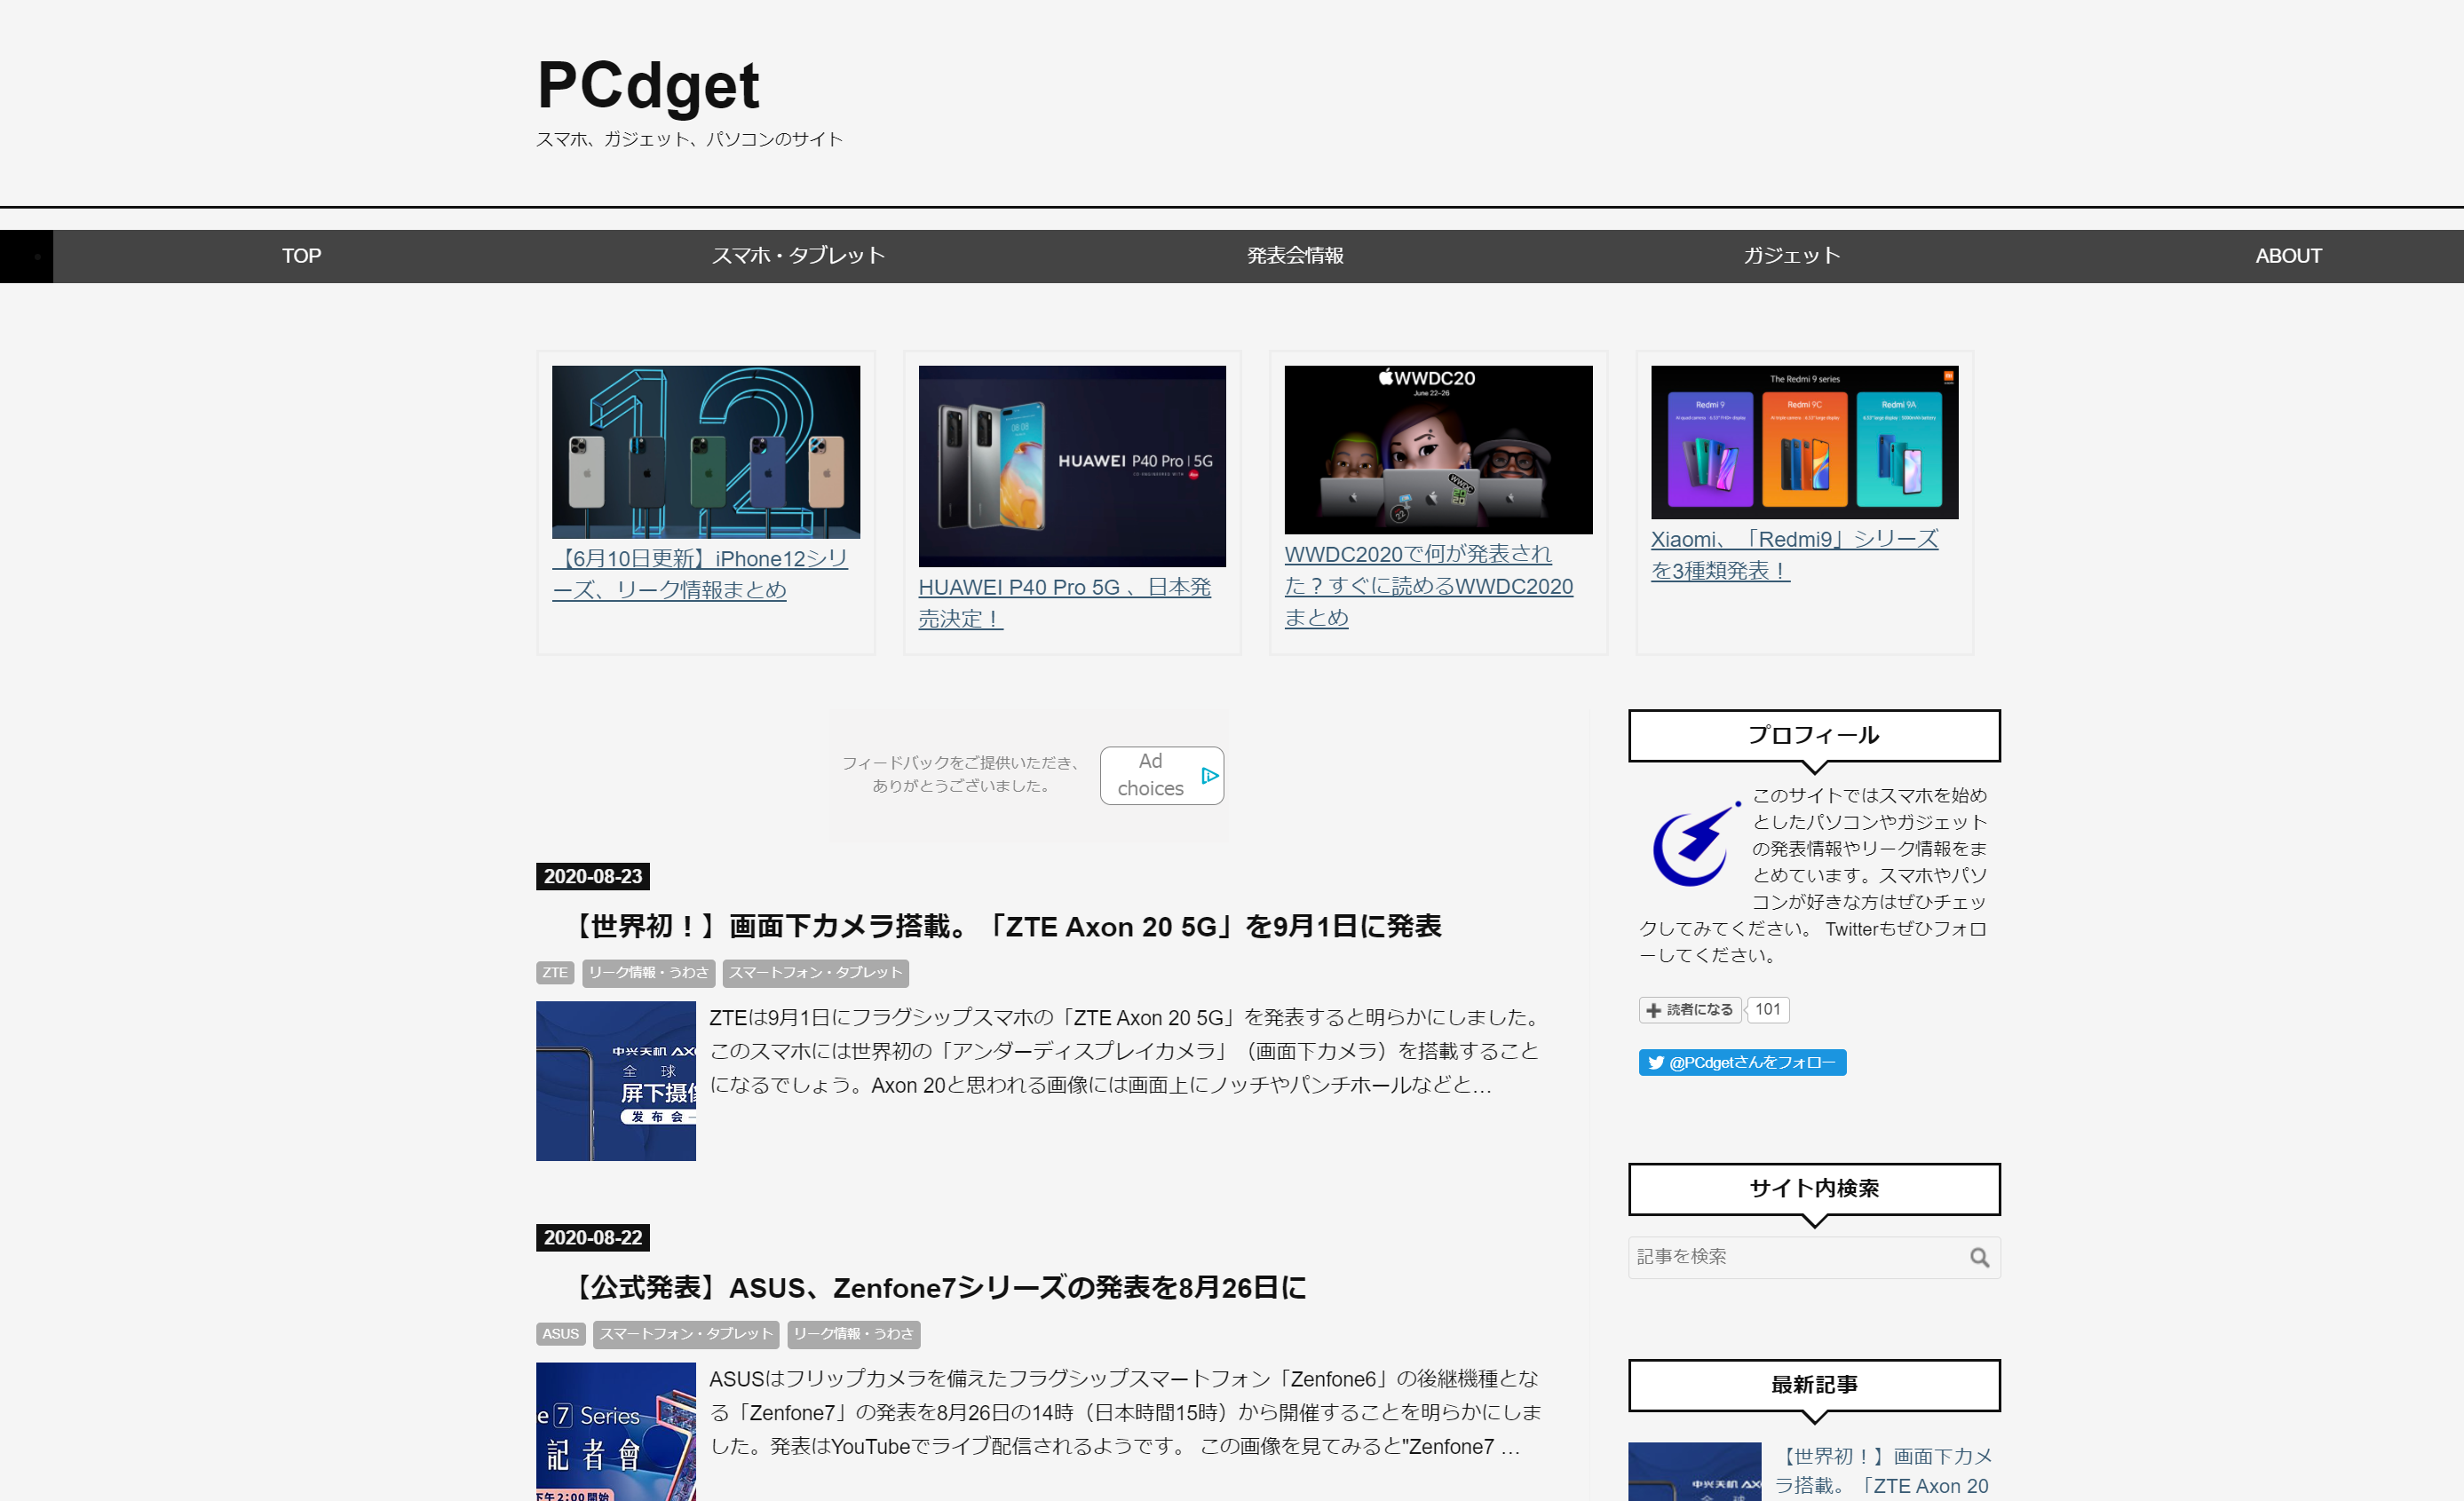 PCdget
スマホ、ガジェット、パソコンのサイト
TOP
スマホ・タブレット
発表会情報
ガジェット
ABOUT
【6月10日更新】iPhone12シリ
ーズ、リーク情報まとめ
08:08
HUAWEI P40 Pro | 5G
CO-ENGINEERED WITH
HUAWEI P40 Pro 5G 、日本発
売決定！
WWDC20
June 22–26
WWDC2020で何が発表され
た？すぐに読めるWWDC2020
まとめ
The Redmi 9 series
Redmi 9
Redmi 9C
Redmi 9A
Xiaomi、「Redmi9」シリーズ
を3種類発表！
フィードバックをご提供いただき、
ありがとうございました。
Ad
choices
2020-08-23
【世界初！】画面下カメラ搭載。「ZTE Axon 20 5G」を9月1日に発表
ZTE
リーク情報・うわさ
スマートフォン・タブレット
中兴天机 AX
全 球
屏下摄像
发 布 会
ZTEは9月1日にフラグシップスマホの「ZTE Axon 20 5G」を発表すると明らかにしました。
このスマホには世界初の「アンダーディスプレイカメラ」（画面下カメラ）を搭載すること
になるでしょう。Axon 20と思われる画像には画面上にノッチやパンチホールなどと…
2020-08-22
【公式発表】ASUS、Zenfone7シリーズの発表を8月26日に
ASUS
スマートフォン・タブレット
リーク情報・うわさ
e 7 Series
記 者 會
下午 2:00 開始
ASUSはフリップカメラを備えたフラグシップスマートフォン「Zenfone6」の後継機種とな
る「Zenfone7」の発表を8月26日の14時（日本時間15時）から開催することを明らかにしま
した。発表はYouTubeでライブ配信されるようです。 この画像を見てみると"Zenfone7 …
プロフィール
このサイトではスマホを始め
としたパソコンやガジェット
の発表情報やリーク情報をま
とめています。スマホやパソ
コンが好きな方はぜひチェッ
クしてみてください。 Twitterもぜひフォロ
ーしてください。
読者になる
101
@PCdgetさんをフォロー
サイト内検索
記事を検索
最新記事
中兴天机 AX
全 球
【世界初！】画面下カメ
ラ搭載。「ZTE Axon 20